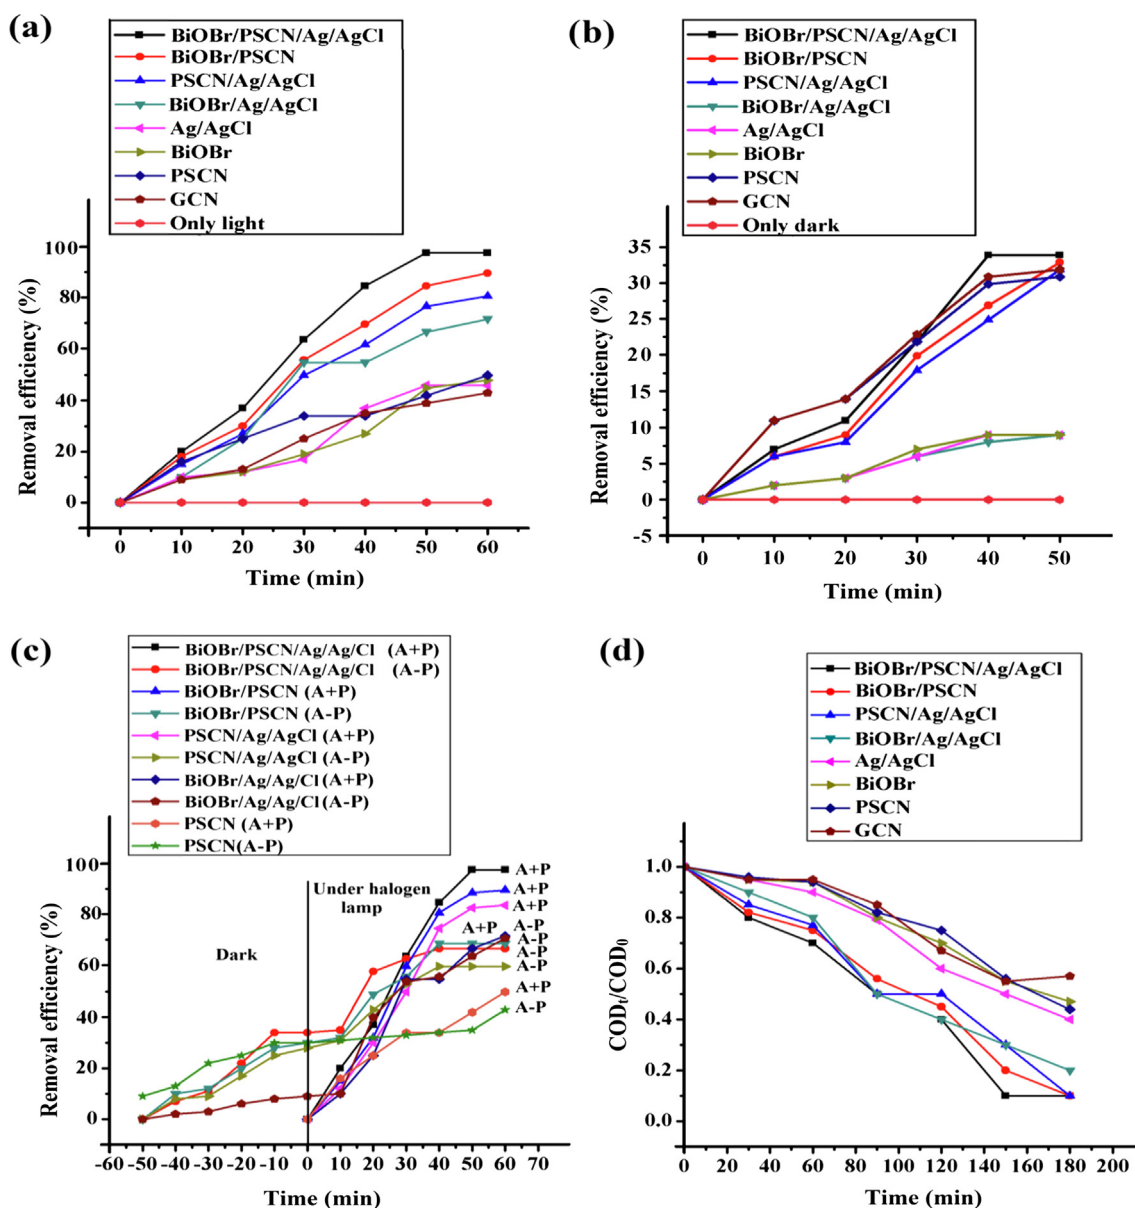 (a)
BiOBr/PSCN/Ag/AgCl
BiOBr/PSCN
PSCN/Ag/AgCl
BiOBr/Ag/AgCl
Ag/AgCl
BiOBr
PSCN
GCN
Only light
Removal efficiency (%)
100
80
60
40
20
0
0 10 20 30 40 50 60
Time (min)
(b)
BiOBr/PSCN/Ag/AgCl
BiOBr/PSCN
PSCN/Ag/AgCl
BiOBr/Ag/AgCl
Ag/AgCl
BiOBr
PSCN
GCN
Only dark
Removal efficiency (%)
35
30
25
20
15
10
5
0
-5
0 10 20 30 40 50
Time (min)
(c)
BiOBr/PSCN/Ag/Ag/Cl (A+P)
BiOBr/PSCN/Ag/Ag/Cl (A-P)
BiOBr/PSCN (A+P)
BiOBr/PSCN (A-P)
PSCN/Ag/AgCl (A+P)
PSCN/Ag/AgCl (A-P)
BiOBr/Ag/Ag/Cl (A+P)
BiOBr/Ag/Ag/Cl (A-P)
PSCN (A+P)
PSCN(A-P)
Removal efficiency (%)
100
80
60
40
20
0
Under halogen
lamp
Dark
A+P
A+P
A+P
A-P
A+P
A-P
A-P
A-P
A+P
A-P
-60 -50 -40 -30 -20 -10 0 10 20 30 40 50 60 70
Time (min)
(d)
BiOBr/PSCN/Ag/AgCl
BiOBr/PSCN
PSCN/Ag/AgCl
BiOBr/Ag/AgCl
Ag/AgCl
BiOBr
PSCN
GCN
CODt/COD0
1.0
0.8
0.6
0.4
0.2
0.0
0 20 40 60 80 100 120 140 160 180 200
Time (min)